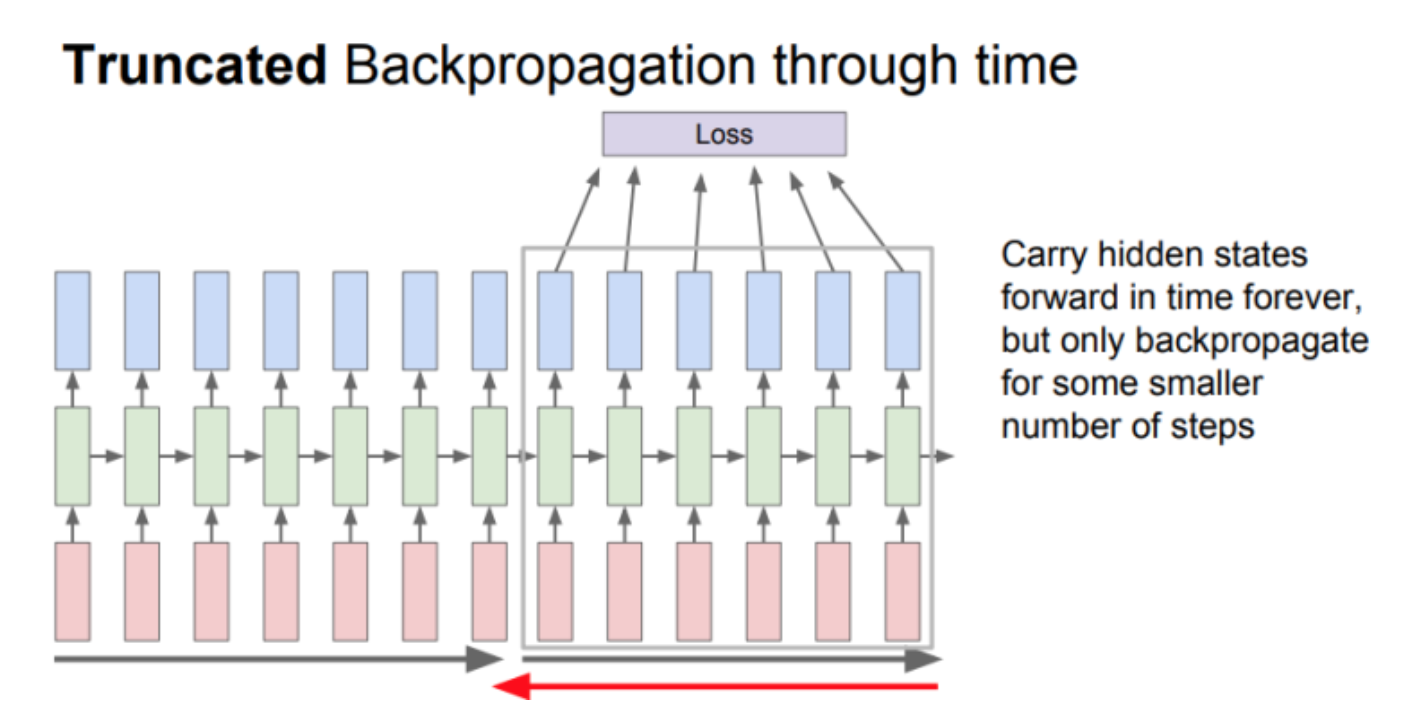 Truncated Backpropagation through time
Loss
Carry hidden states
forward in time forever,
but only backpropagate
for some smaller
number of steps